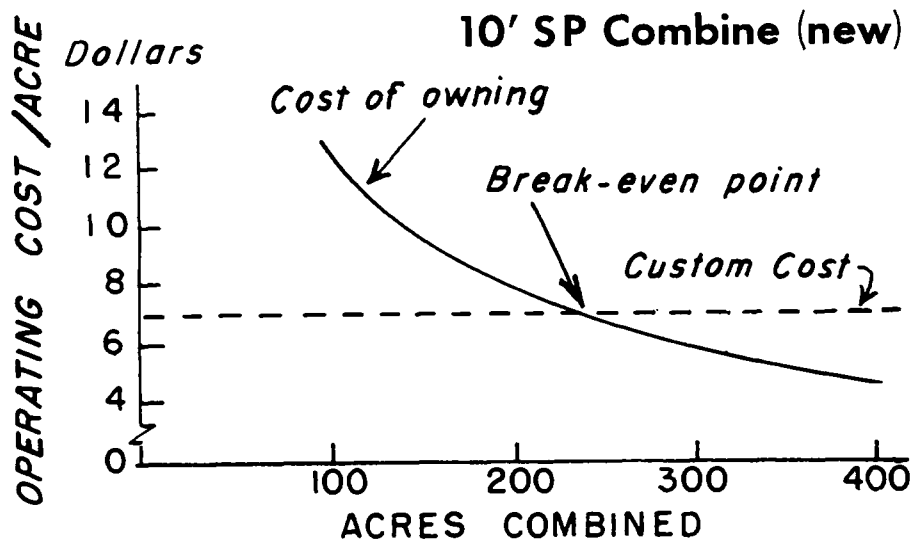 10' SP Combine (new)
Dollars
OPERATING COST/ACRE
14
12
10
8
6
4
0
Cost of owning
Break-even point
Custom Cost
100 200 300 400
ACRES COMBINED